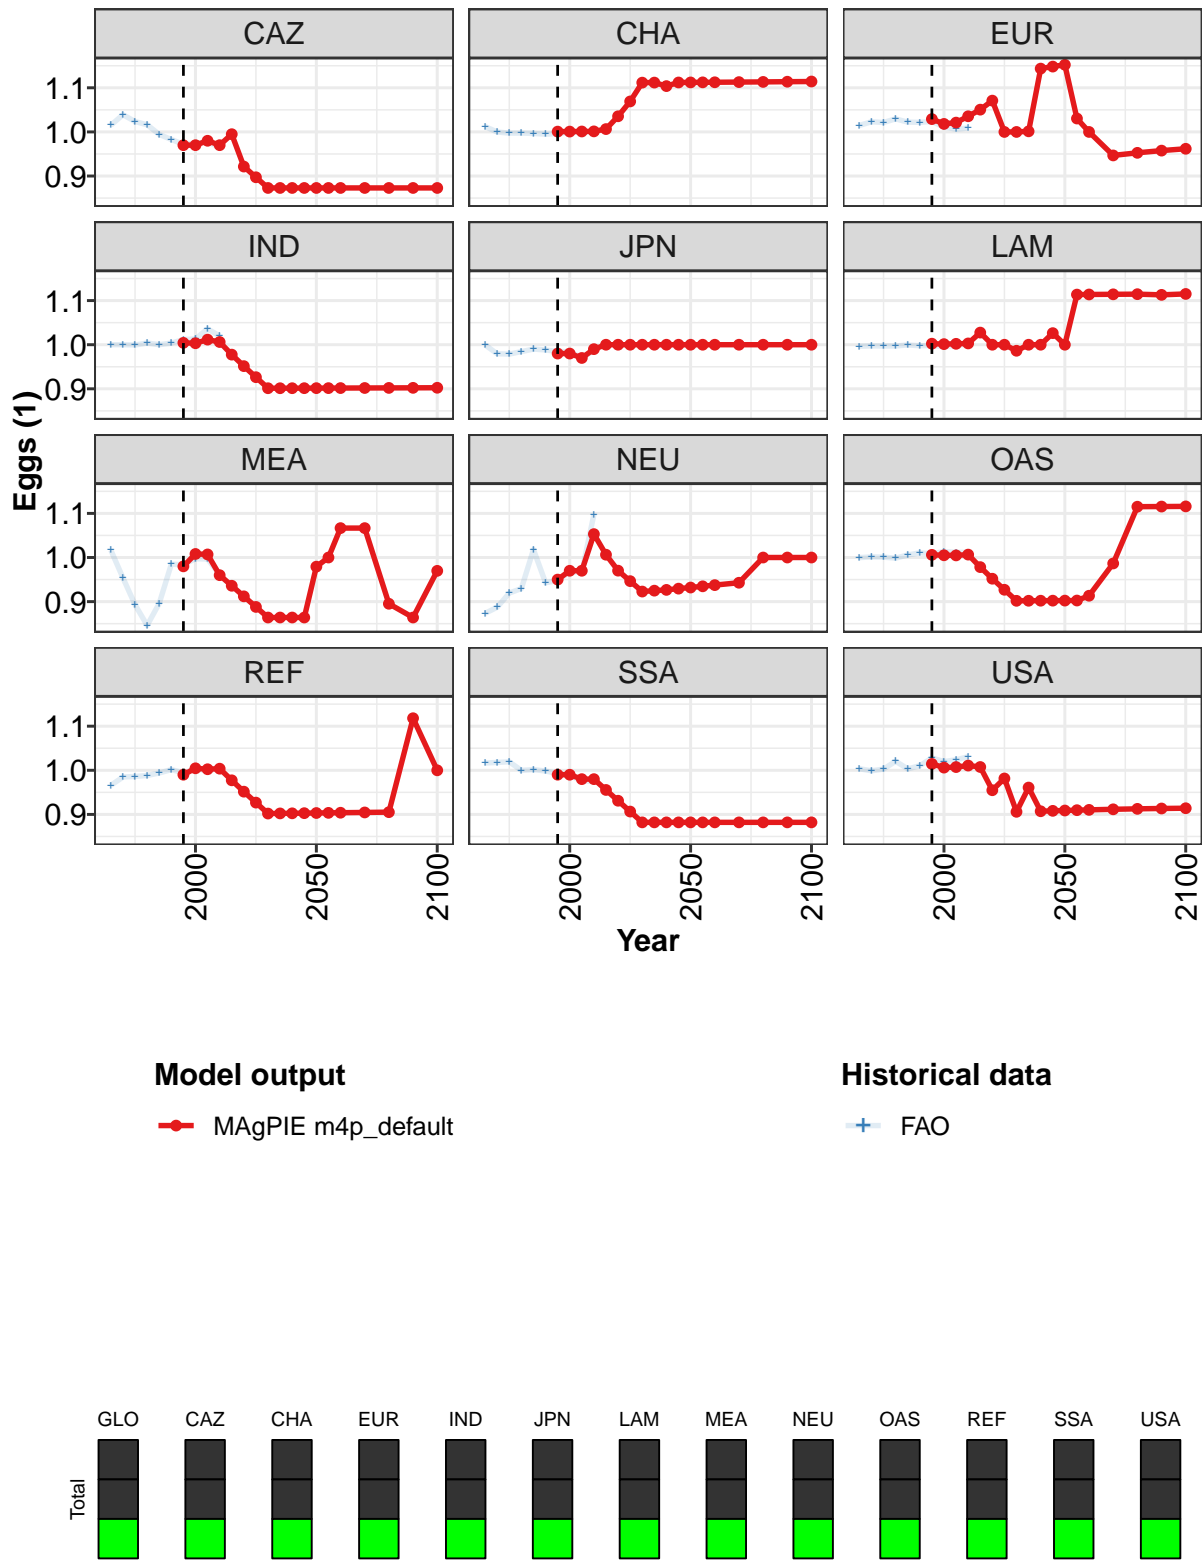 CAZ CHA EUR
1.1
1.0
0.9
IND JPN LAM
1.1
1.0
0.9
Eggs (1)
MEA NEU OAS
1.1
1.0
0.9
REF SSA USA
1.1
1.0
0.9
2000 2050 2100 2000 2050 2100 2000 2050 2100
Year
Model output Historical data
MAgPIE m4p_default FAO
GLO CAZ CHA EUR IND JPN LAM MEA NEU OAS REF SSA USA
Total